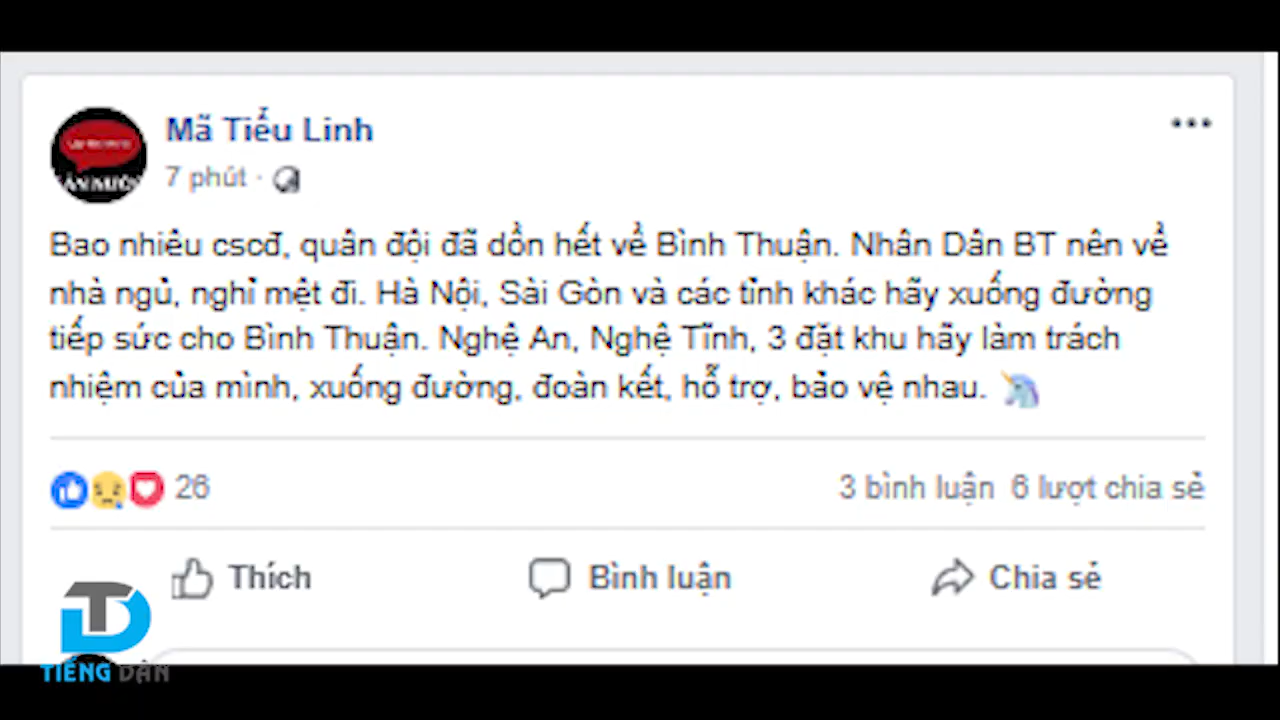 Mã Tiểu Linh
7 phút ·
Bao nhiêu cscđ, quân đội đã dồn hết về Bình Thuận. Nhân Dân BT nên về
nhà ngủ, nghỉ mệt đi. Hà Nội, Sài Gòn và các tỉnh khác hãy xuống đường
tiếp sức cho Bình Thuận. Nghệ An, Nghệ Tĩnh, 3 đặt khu hãy làm trách
nhiệm của mình, xuống đường, đoàn kết, hỗ trợ, bảo vệ nhau.
26
3 bình luận 6 lượt chia sẻ
Thích Bình luận Chia sẻ
TIẾNG DÂN